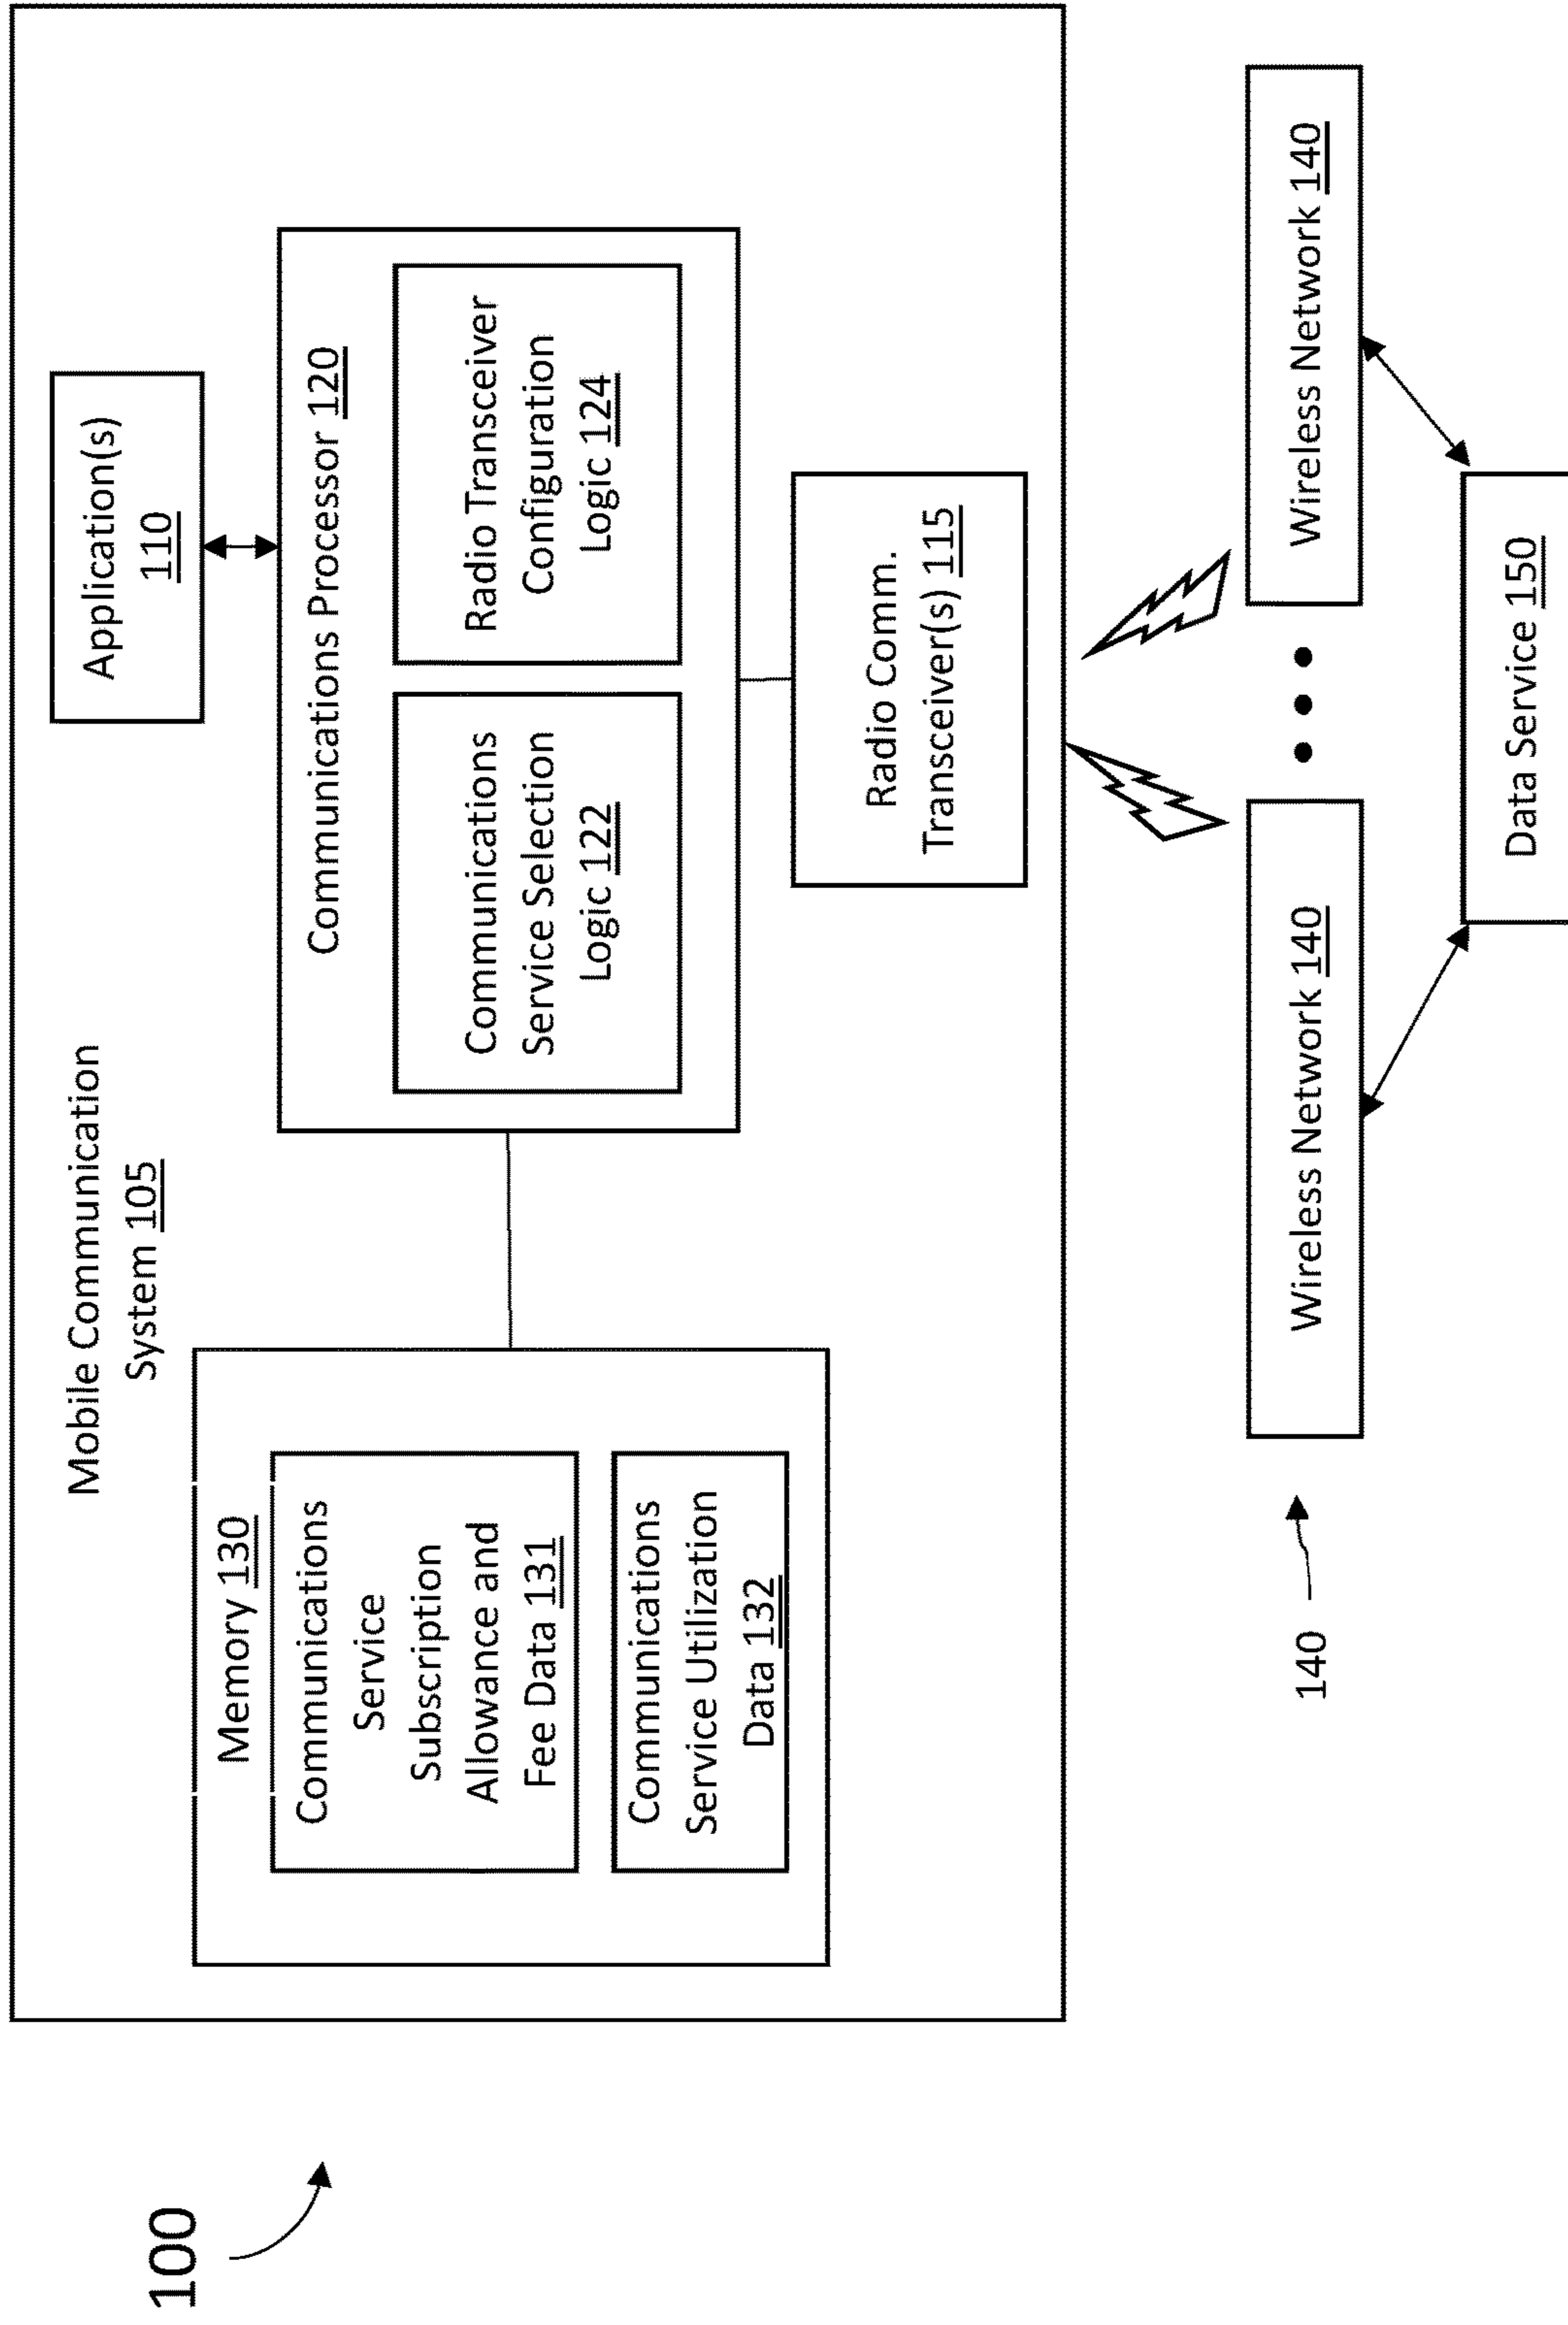 100
Mobile Communication
System 105
Application(s)
110
Memory 130
Communications
Service
Subscription
Allowance and
Fee Data 131
Communications
Service Utilization
Data 132
Communications Processor 120
Communications
Service Selection
Logic 122
Radio Transceiver
Configuration
Logic 124
Radio Comm.
Transceiver(s) 115
140
Wireless Network 140
Wireless Network 140
Data Service 150